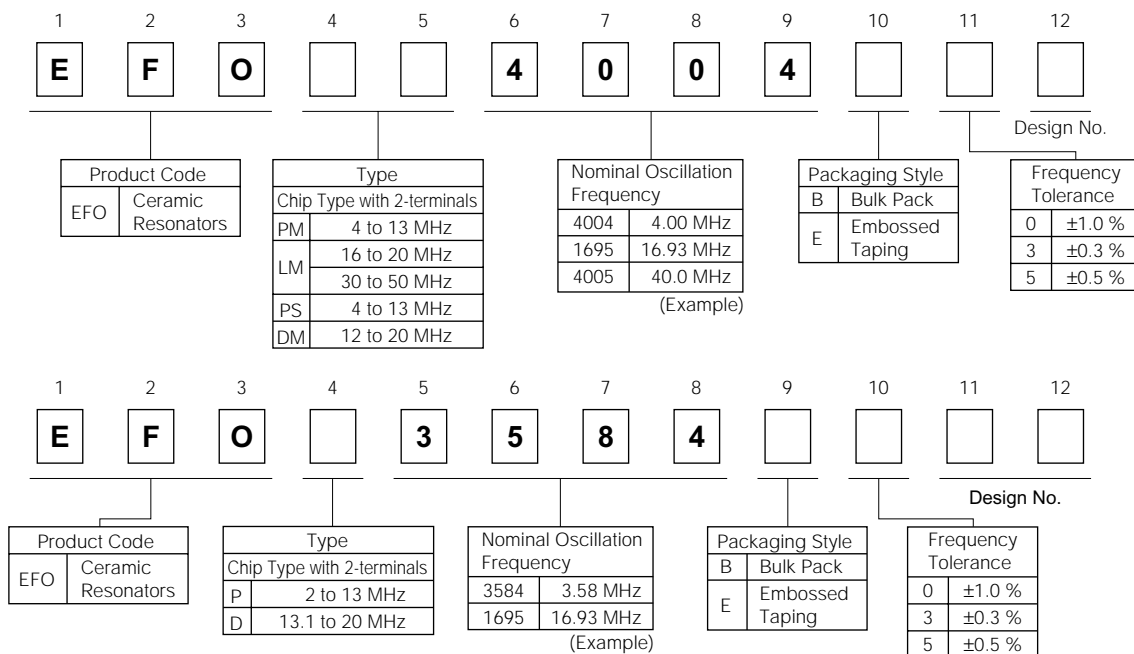 1 2 3 4 5 6 7 8 9 10 11 12
E F O 4 0 0 4
Design No.
Product Code
EFO Ceramic Resonators
Type
Chip Type with 2-terminals
PM 4 to 13 MHz
LM 16 to 20 MHz
30 to 50 MHz
PS 4 to 13 MHz
DM 12 to 20 MHz
Nominal Oscillation
Frequency
4004 4.00 MHz
1695 16.93 MHz
4005 40.0 MHz
(Example)
Packaging Style
B Bulk Pack
E Embossed
Taping
Frequency
Tolerance
0 ±1.0 %
3 ±0.3 %
5 ±0.5 %
1 2 3 4 5 6 7 8 9 10 11 12
E F O 3 5 8 4
Design No.
Product Code
EFO Ceramic
Resonators
Type
Chip Type with 2-terminals
P 2 to 13 MHz
D 13.1 to 20 MHz
Nominal Oscillation
Frequency
3584 3.58 MHz
1695 16.93 MHz
(Example)
Packaging Style
B Bulk Pack
E Embossed
Taping
Frequency
Tolerance
0 ±1.0 %
3 ±0.3 %
5 ±0.5 %